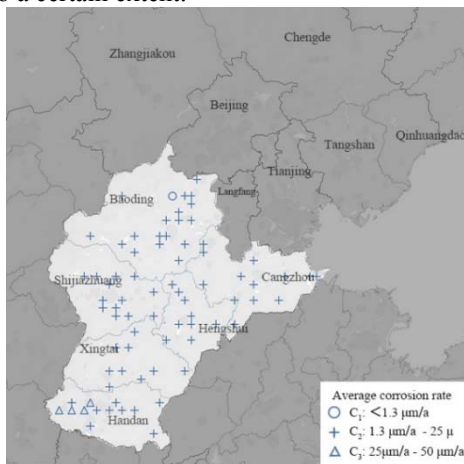 o a certain extent.
Chengde
Zhangjiakou
Beijing
Qinhuangdao
Tangshan
Tianjing
Langfang
Baoding
Cangzhou
Shijiazhuang
Hengshui
Xingtai
Handan
Average corrosion rate
C₁: <1.3 μm/a
C₂: 1.3 μm/a - 25 μ
C₃: 25μm/a - 50 μm/a